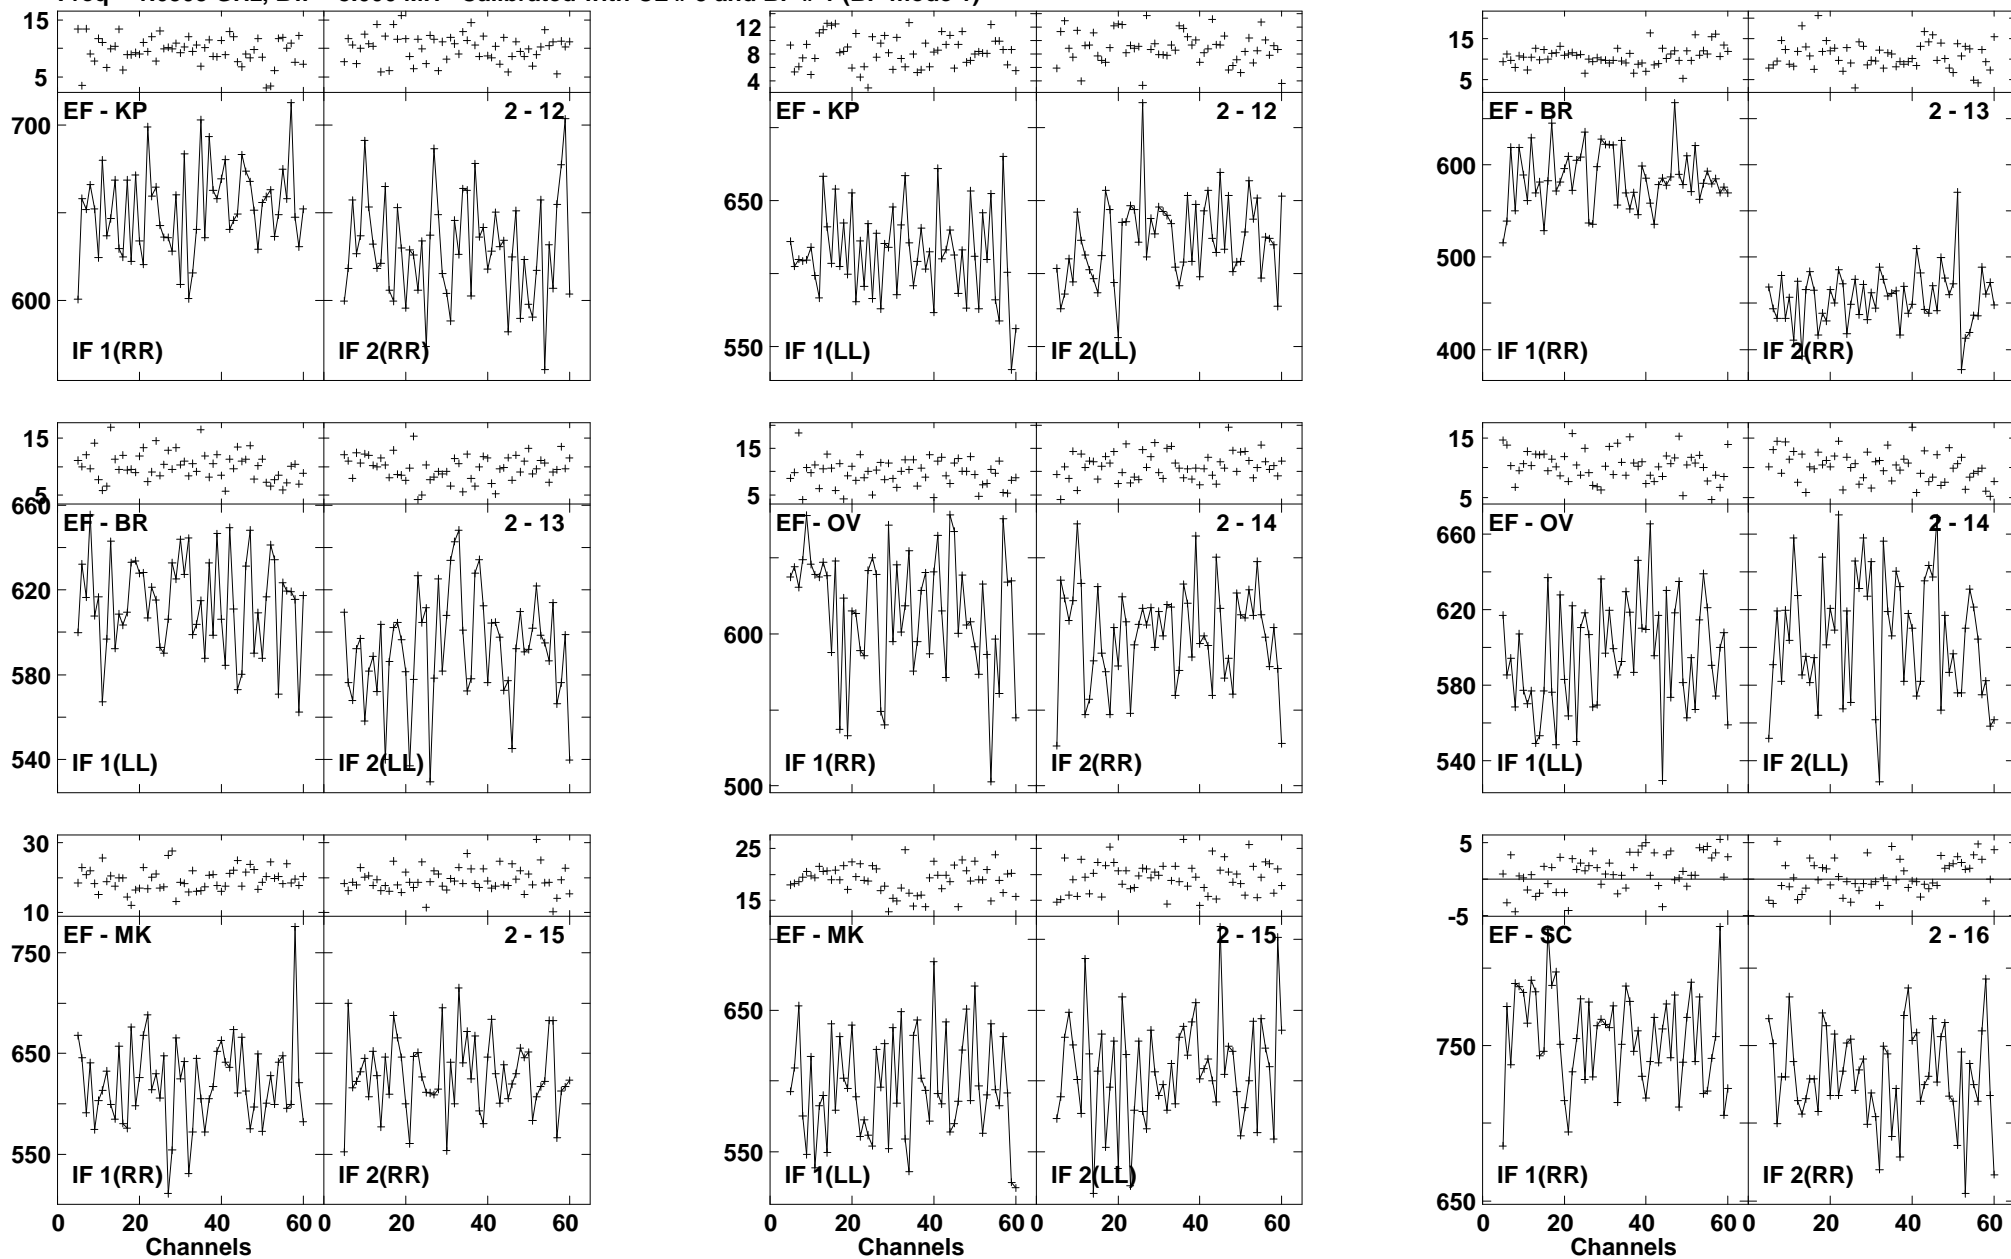 15 5 12 8 4 15 5
EF - KP 2 - 12 EF - KP 2 - 12 EF - BR 2 - 13
700 600 650 550 600 500 400
IF 1(RR) IF 2(RR) IF 1(LL) IF 2(LL) IF 1(RR) IF 2(RR)
15 5 15 5 15 5
EF - BR 2 - 13 EF - OV 2 - 14 EF - OV 2 - 14
660 620 580 540 600 500 660 620 580 540
IF 1(LL) IF 2(LL) IF 1(RR) IF 2(RR) IF 1(LL) IF 2(LL)
30 10 25 15 5 -5
EF - MK 2 - 15 EF - MK 2 - 15 EF - SC 2 - 16
750 650 550 650 550 750 650
IF 1(RR) IF 2(RR) IF 1(LL) IF 2(LL) IF 1(RR) IF 2(RR)
0 20 40 60 0 20 40 60 0 20 40 60 0 20 40 60 0 20 40 60 0 20 40 60
Channels Channels Channels